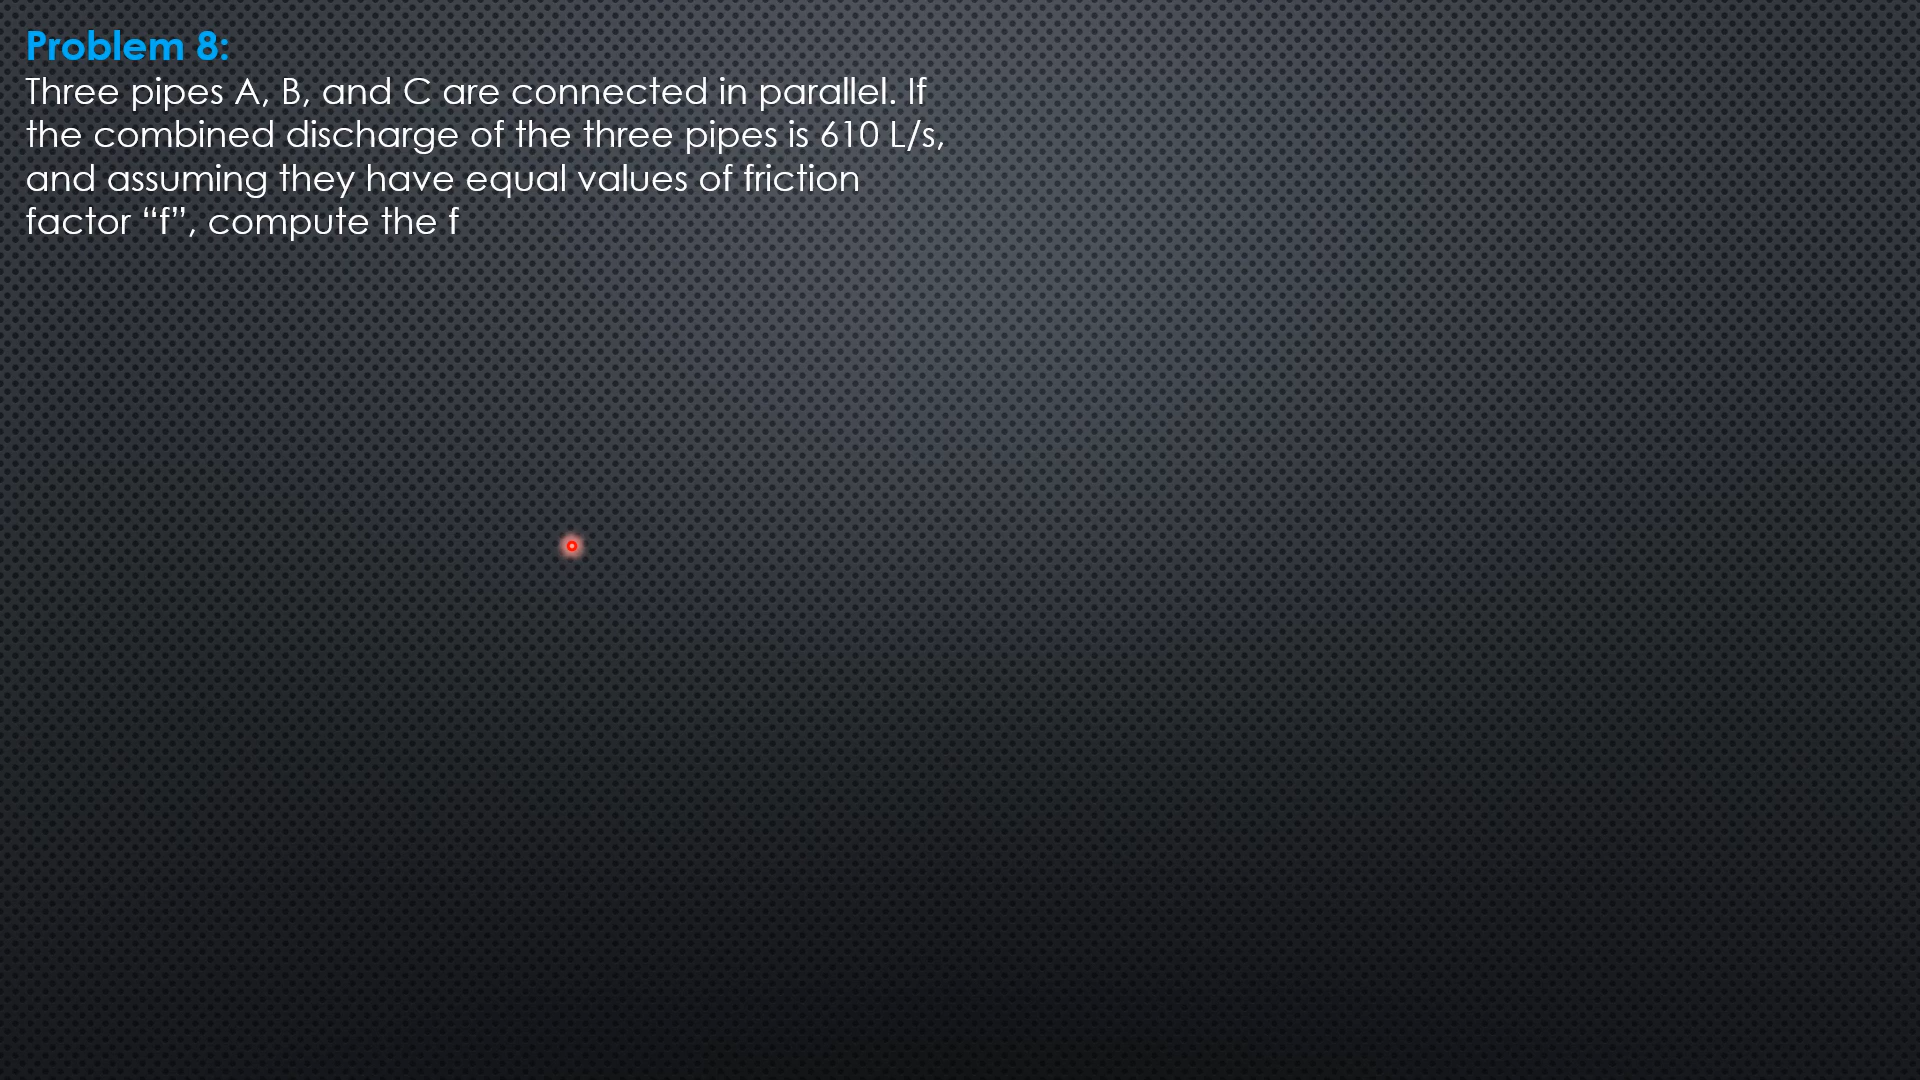 Problem 8:
Three pipes A, B, and C are connected in parallel. If
the combined discharge of the three pipes is 610 L/s,
and assuming they have equal values of friction
factor “f”, compute the f